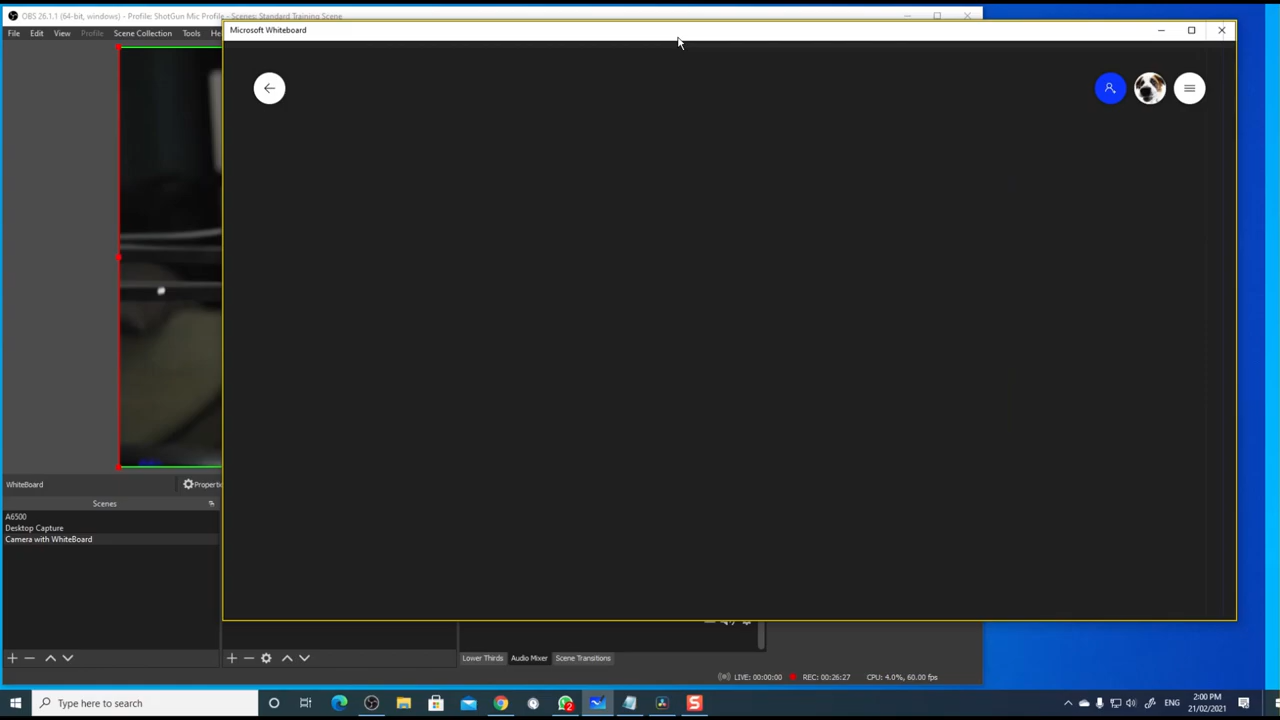 OBS 26.1.1 (64-bit, windows) - Profile: ShotGun Mic Profile - Scenes: Standard Training Scene
Microsoft Whiteboard
File Edit View Profile Scene Collection Tools
WhiteBoard
Scenes
A6500
Desktop Capture
Camera with WhiteBoard
Lower Thirds Audio Mixer Scene Transitions
LIVE: 00:00:00 REC: 00:26:27 CPU: 4.0%, 60.00 fps
Type here to search
2
S
ENG
2:00 PM
21/02/2021